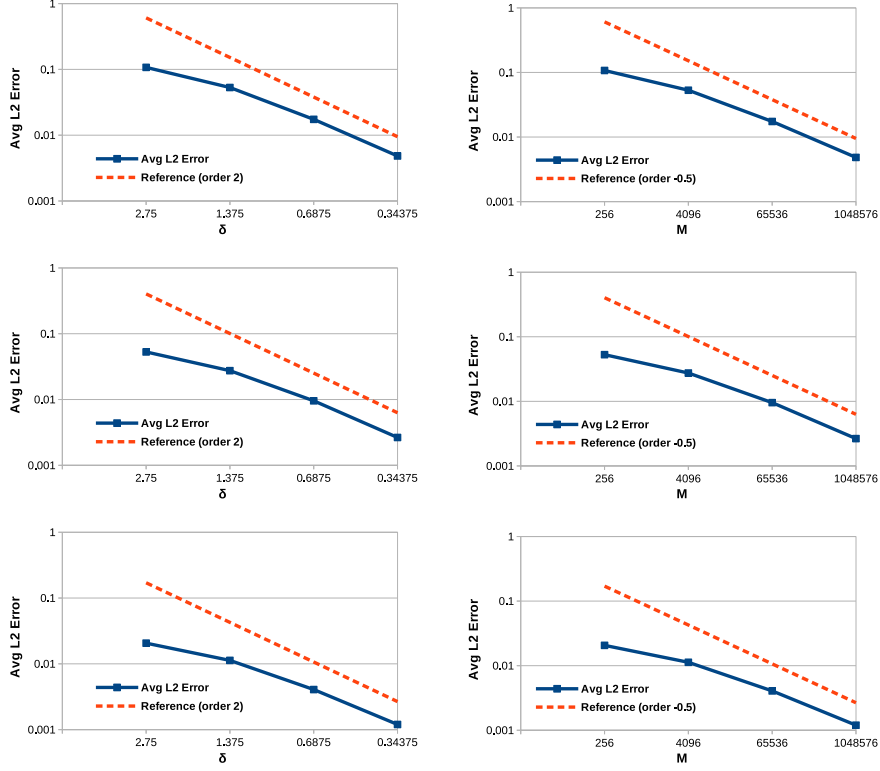 1
0.1
0.01
0.001
Avg L2 Error
Avg L2 Error
Reference (order 2)
2.75 1.375 0.6875 0.34375
δ
1
0.1
0.01
0.001
Avg L2 Error
Avg L2 Error
Reference (order -0.5)
256 4096 65536 1048576
M
1
0.1
0.01
0.001
Avg L2 Error
Avg L2 Error
Reference (order 2)
2.75 1.375 0.6875 0.34375
δ
1
0.1
0.01
0.001
Avg L2 Error
Avg L2 Error
Reference (order -0.5)
256 4096 65536 1048576
M
1
0.1
0.01
0.001
Avg L2 Error
Avg L2 Error
Reference (order 2)
2.75 1.375 0.6875 0.34375
δ
1
0.1
0.01
0.001
Avg L2 Error
Avg L2 Error
Reference (order -0.5)
256 4096 65536 1048576
M